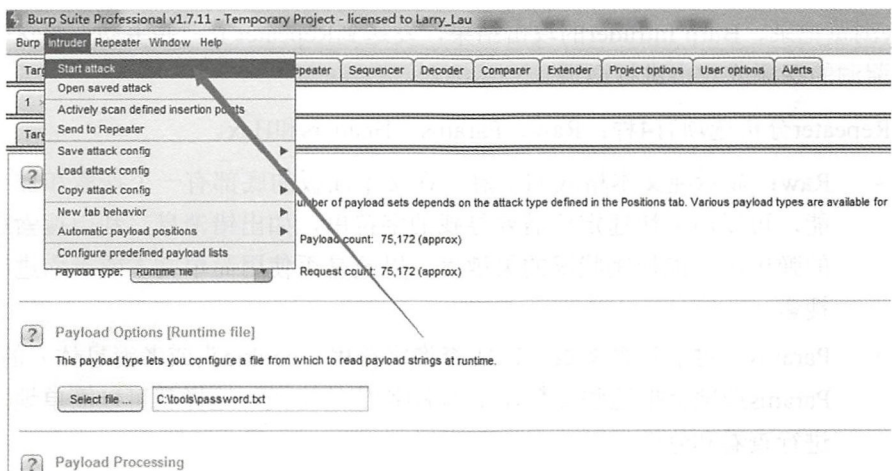 Burp Suite Professional v1.7.11 - Temporary Project - licensed to Larry_Lau
Burp Intruder Repeater Window Help
Start attack
Open saved attack
Actively scan defined insertion points
Send to Repeater
Save attack config
Load attack config
Copy attack config
New tab behavior
Automatic payload positions
Configure predefined payload lists
Targ epeater Sequencer Decoder Comparer Extender Project options User options Alerts
1 ×
Targ
? umber of payload sets depends on the attack type defined in the Positions tab. Various payload types are available for
Payload count: 75,172 (approx)
Payload type: Runtime file Request count: 75,172 (approx)
? Payload Options [Runtime file]
This payload type lets you configure a file from which to read payload strings at runtime.
Select file ... C:\tools\password.txt
? Payload Processing